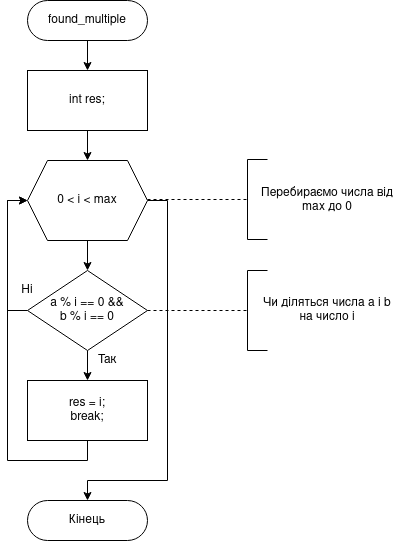 found_multiple
int res;
0 < i < max
Перебираємо числа від
max до 0
Ні
a % i == 0 &&
b % i == 0
Чи діляться числа a і b
на число і
Так
res = i;
break;
Кінець